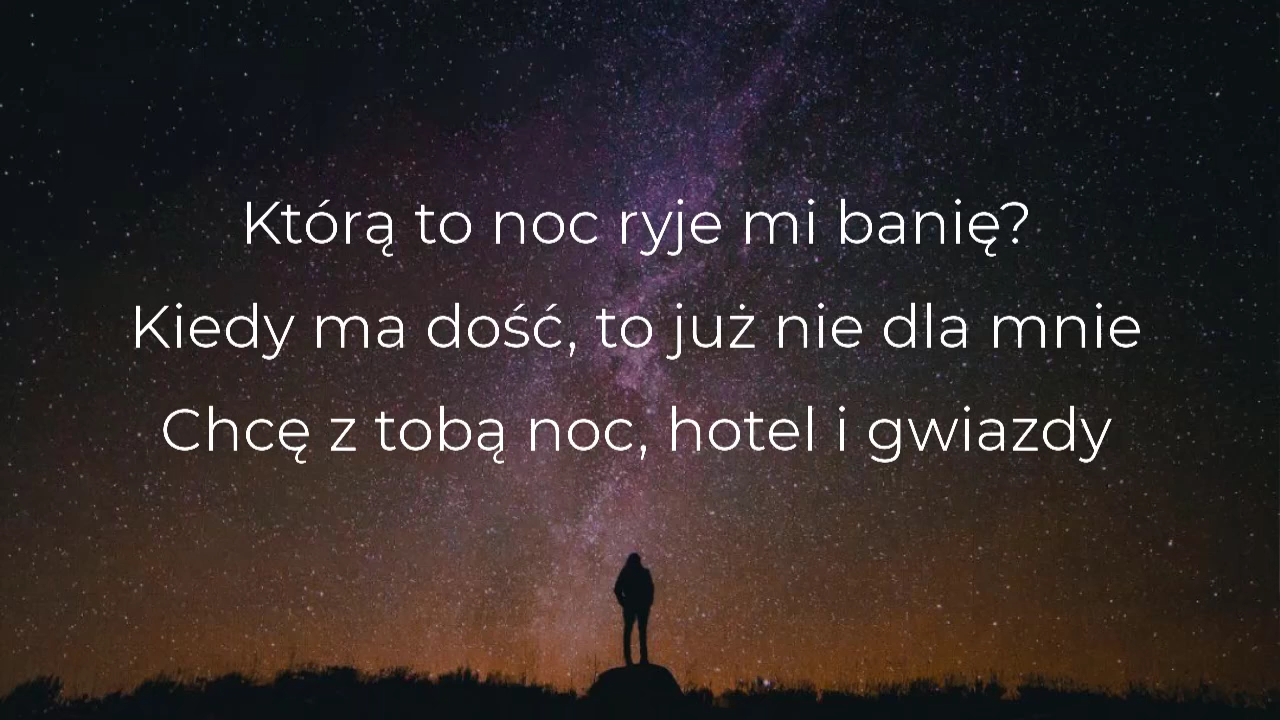 Którą to noc ryje mi banię?
Kiedy ma dość, to już nie dla mnie
Chcę z tobą noc, hotel i gwiazdy